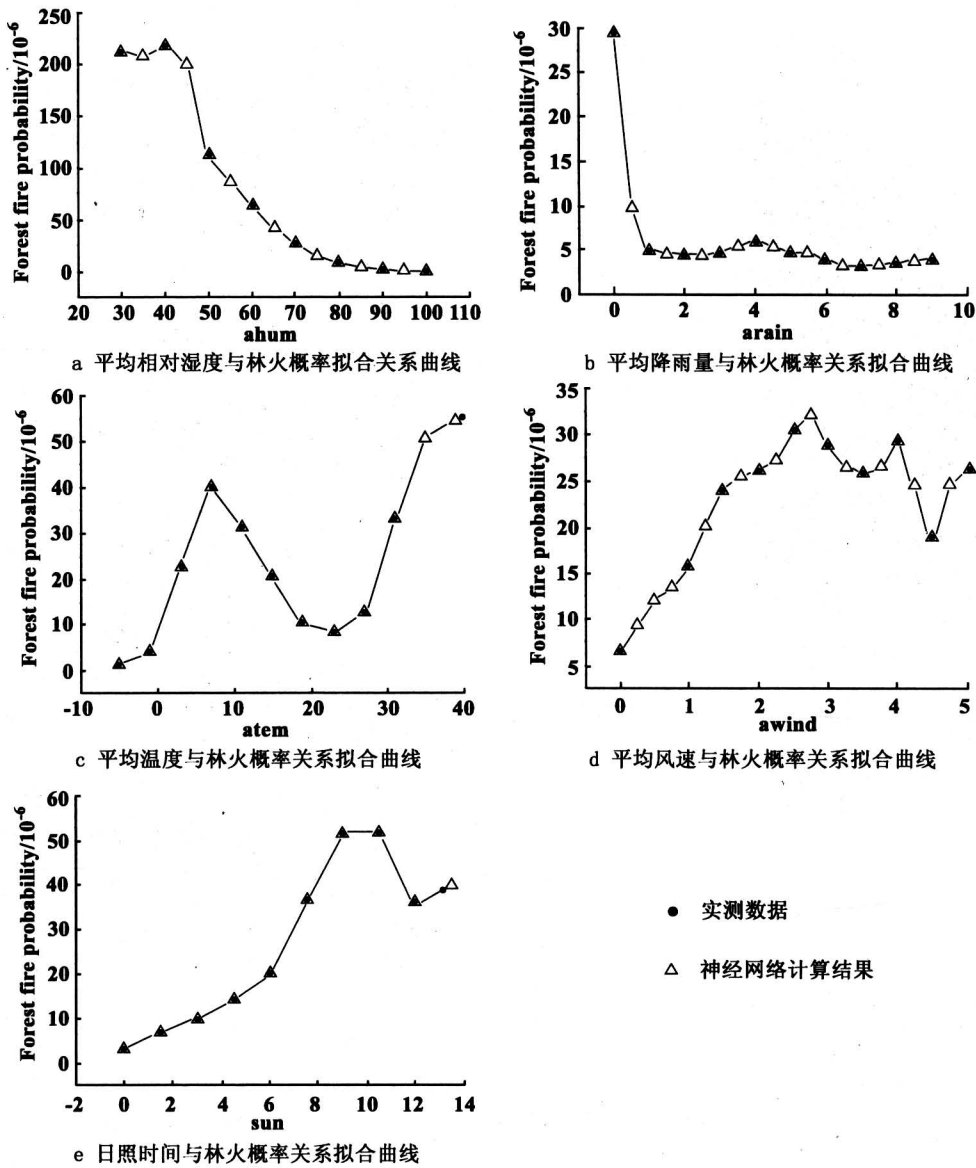 Forest fire probability/10⁻⁶
250
200
150
100
50
0
20 30 40 50 60 70 80 90 100 110
ahum
a 平均相对湿度与林火概率拟合关系曲线
Forest fire probability/10⁻⁶
30
25
20
15
10
5
0
0 2 4 6 8 10
arain
b 平均降雨量与林火概率拟合关系曲线
Forest fire probability/10⁻⁶
60
50
40
30
20
10
0
-10 0 10 20 30 40
atem
c 平均温度与林火概率关系拟合曲线
Forest fire probability/10⁻⁶
35
30
25
20
15
10
5
0 1 2 3 4 5
awind
d 平均风速与林火概率关系拟合曲线
Forest fire probability/10⁻⁶
60
50
40
30
20
10
0
-2 0 2 4 6 8 10 12 14
sun
e 日照时间与林火概率关系拟合曲线
实测数据
神经网络计算结果